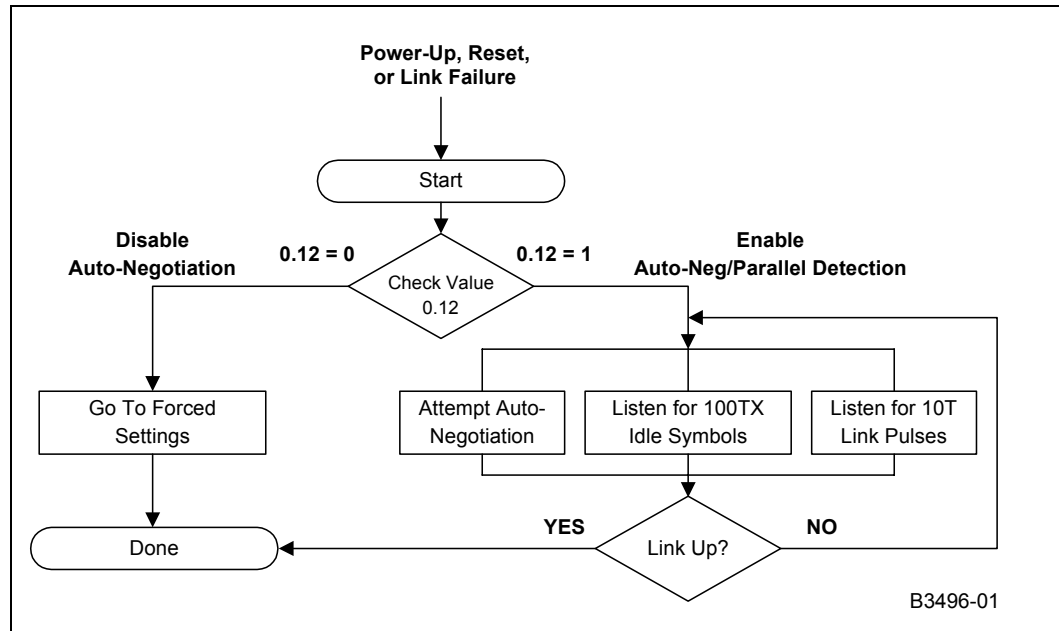 Power-Up, Reset,
or Link Failure
Start
Disable
Auto-Negotiation
0.12 = 0
0.12 = 1
Enable
Auto-Neg/Parallel Detection
Check Value
0.12
Go To Forced
Settings
Attempt Auto-
Negotiation
Listen for 100TX
Idle Symbols
Listen for 10T
Link Pulses
Done
YES
Link Up?
NO
B3496-01